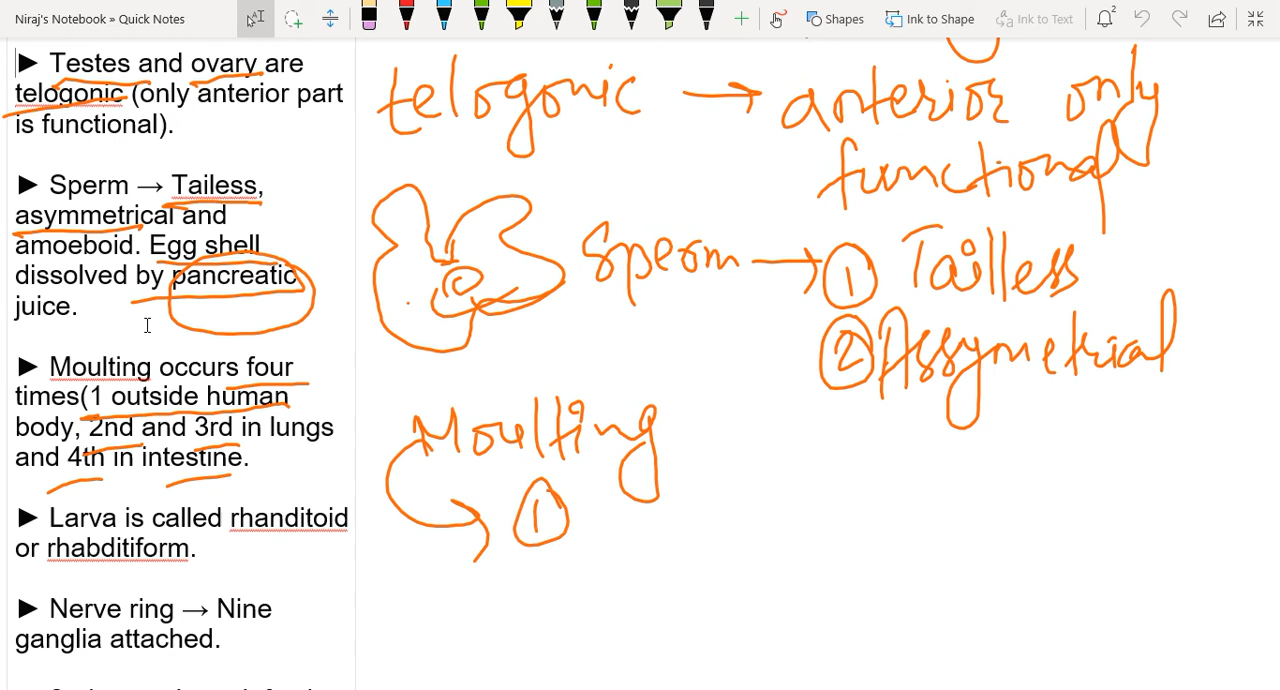 Niraj's Notebook » Quick Notes
Shapes
Ink to Shape
Ink to Text
2
► Testes and ovary are
telogonic (only anterior part
is functional).
► Sperm → Tailess,
asymmetrical and
amoeboid. Egg shell
dissolved by pancreatic
juice.
► Moulting occurs four
times(1 outside human
body, 2nd and 3rd in lungs
and 4th in intestine.
► Larva is called rhanditoid
or rhabditiform.
► Nerve ring → Nine
ganglia attached.
telogonic → anterior only
functional
Sperm → ① Tailless
② Assymetrical
Moulting
①